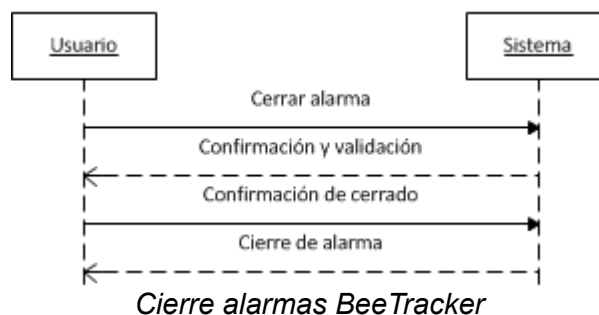 Usuario
Sistema
Cerrar alarma
Confirmación y validación
Confirmación de cerrado
Cierre de alarma
Cierre alarmas BeeTracker